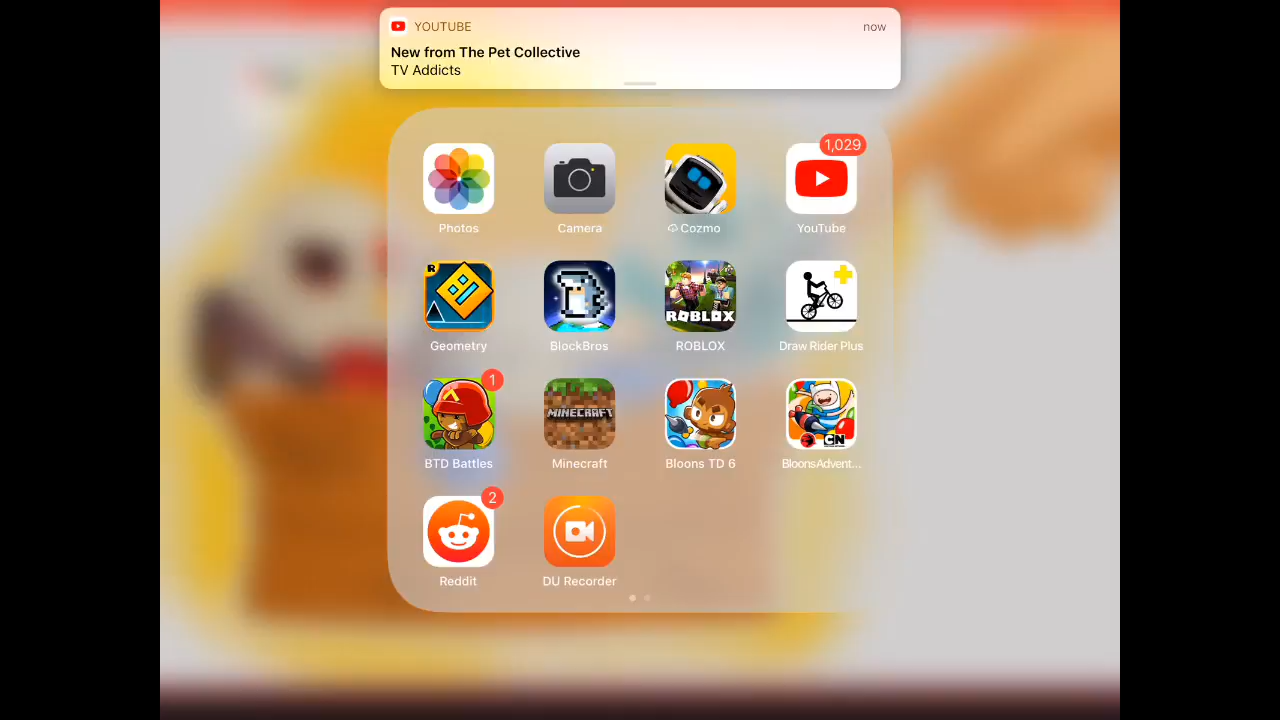 YOUTUBE now
New from The Pet Collective
TV Addicts
1,029
Photos Camera Cozmo YouTube
R
ROBLOX
Geometry BlockBros ROBLOX Draw Rider Plus
1
MINECRAFT
CN
BTD Battles Minecraft Bloons TD 6 BloonsAdvent...
2
Reddit DU Recorder